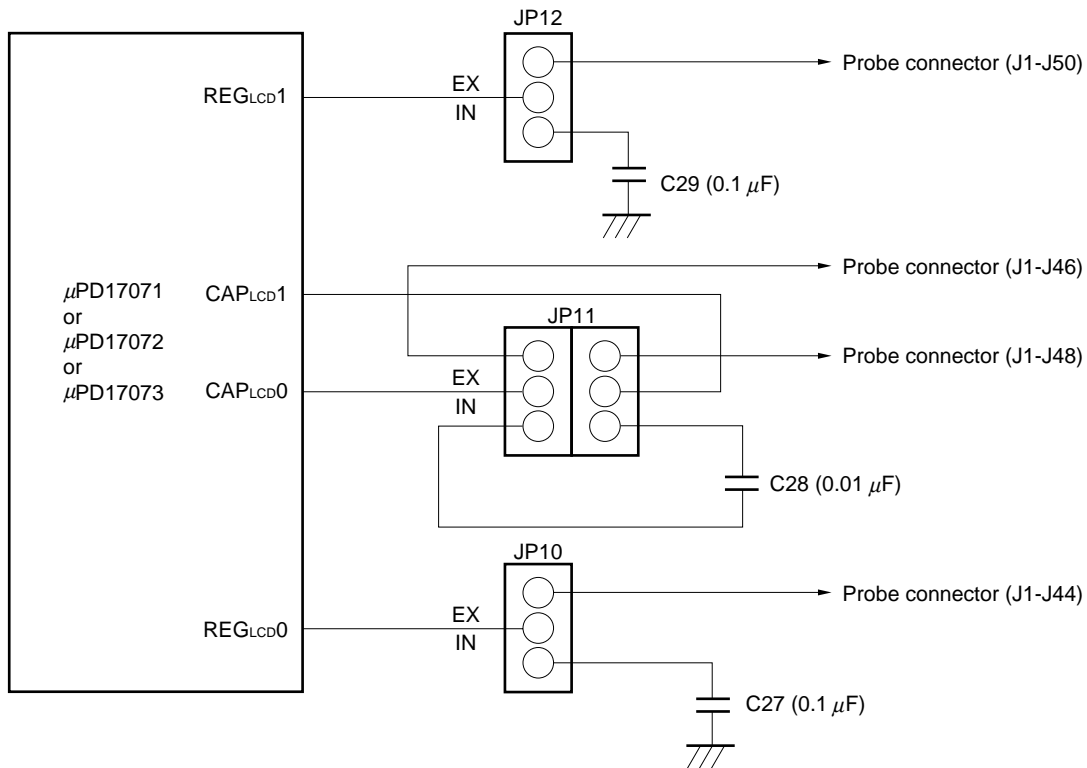 JP12
Probe connector (J1-J50)
REGLCD1
EX
IN
C29 (0.1 μF)
Probe connector (J1-J46)
μPD17071
or
μPD17072
or
μPD17073
CAPLCD1
JP11
Probe connector (J1-J48)
CAPLCD0
EX
IN
C28 (0.01 μF)
JP10
Probe connector (J1-J44)
REGLCD0
EX
IN
C27 (0.1 μF)